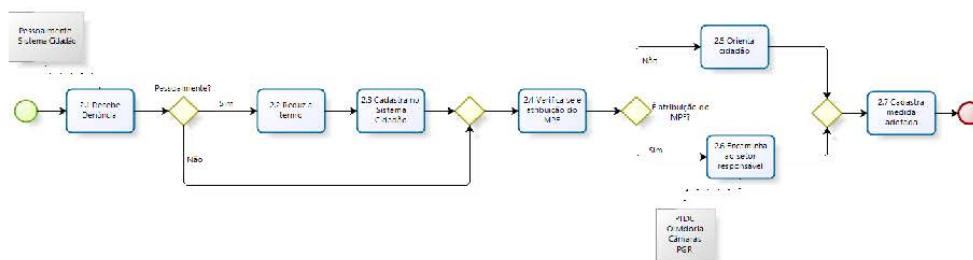 Pessoalmente
Sistema Cidadão
2.1 Recebe
Denúncia
Pessoalmente?
Sim
Não
2.2 Reduz a
termo
2.3 Cadastra no
Sistema
Cidadão
2.4 Verifica se é
atribuição do
MPF
É atribuição do
MPF?
Não
2.5 Orienta
cidadão
Sim
2.6 Encaminha
ao setor
responsável
PFDC
Ouvidoria
Câmaras
PGR
2.7 Cadastra
medida
adotada